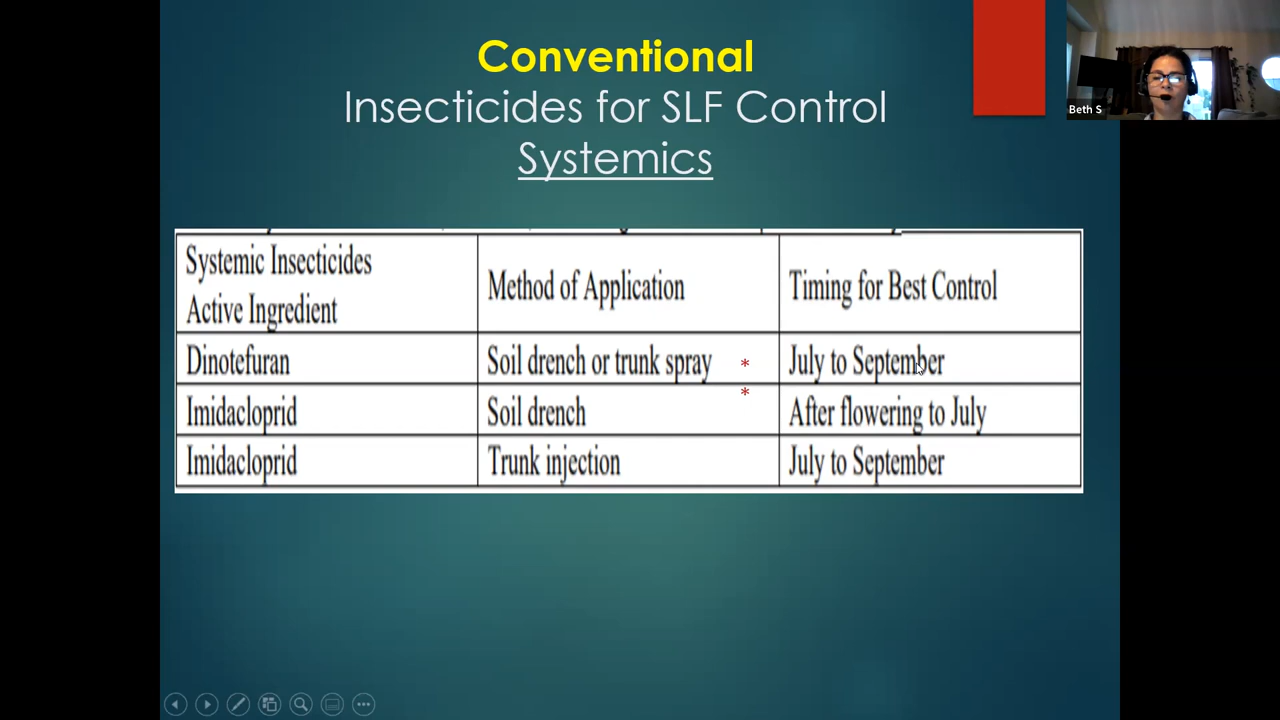 Conventional
Insecticides for SLF Control
Systemics
Beth S
Systemic Insecticides
Active Ingredient
Method of Application
Timing for Best Control
Dinotefuran
Soil drench or trunk spray *
July to September
Imidacloprid
Soil drench *
After flowering to July
Imidacloprid
Trunk injection
July to September